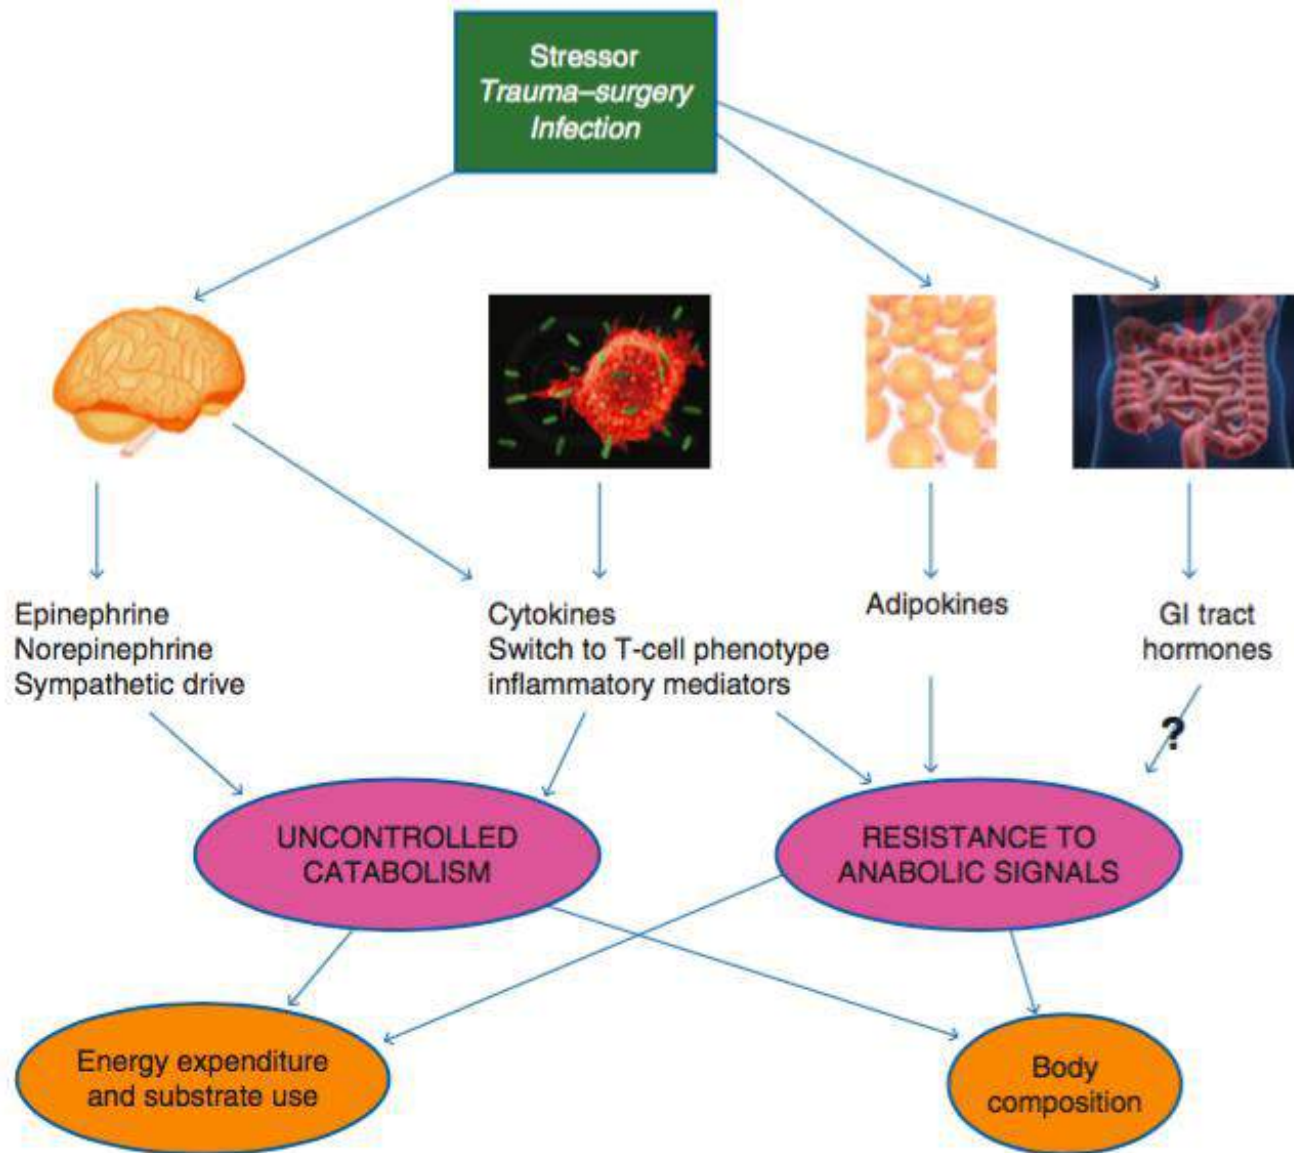 Stressor
Trauma–surgery
Infection
Epinephrine
Norepinephrine
Sympathetic drive
Cytokines
Switch to T-cell phenotype
inflammatory mediators
Adipokines
GI tract
hormones
?
UNCONTROLLED
CATABOLISM
RESISTANCE TO
ANABOLIC SIGNALS
Energy expenditure
and substrate use
Body
composition